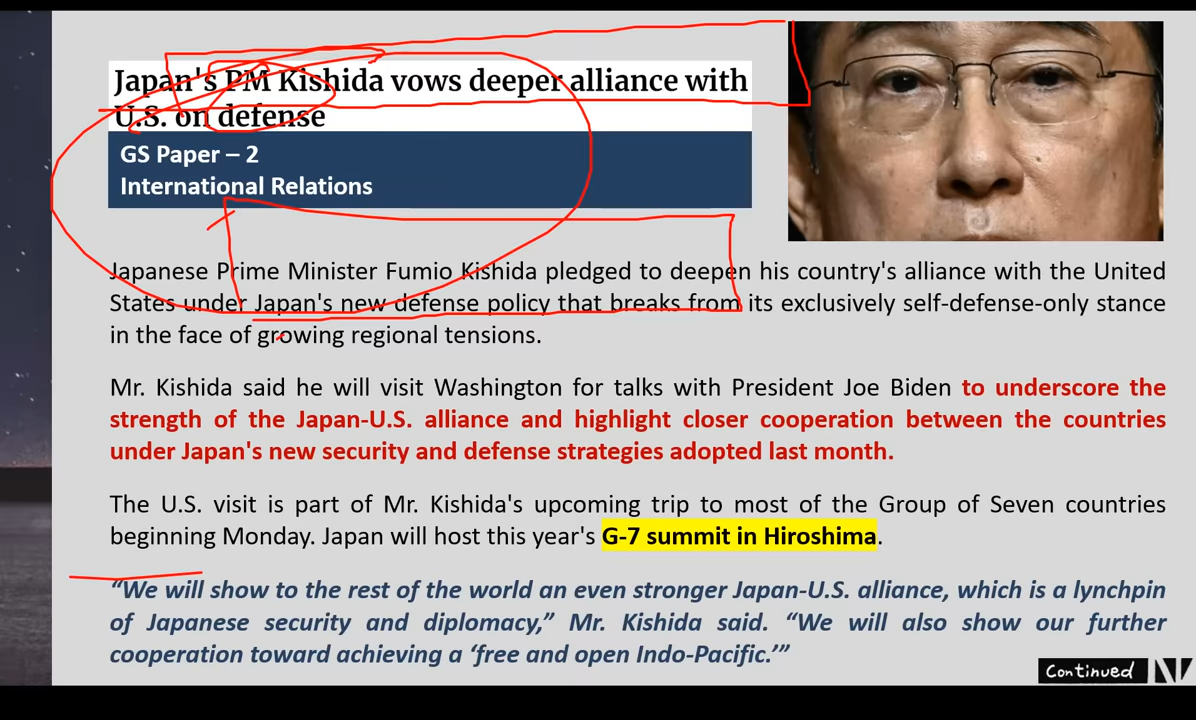 Japan's PM Kishida vows deeper alliance with
U.S. on defense
GS Paper – 2
International Relations
Japanese Prime Minister Fumio Kishida pledged to deepen his country's alliance with the United
States under Japan's new defense policy that breaks from its exclusively self-defense-only stance
in the face of growing regional tensions.
Mr. Kishida said he will visit Washington for talks with President Joe Biden to underscore the
strength of the Japan-U.S. alliance and highlight closer cooperation between the countries
under Japan's new security and defense strategies adopted last month.
The U.S. visit is part of Mr. Kishida's upcoming trip to most of the Group of Seven countries
beginning Monday. Japan will host this year's G-7 summit in Hiroshima.
“We will show to the rest of the world an even stronger Japan-U.S. alliance, which is a lynchpin
of Japanese security and diplomacy,” Mr. Kishida said. “We will also show our further
cooperation toward achieving a ‘free and open Indo-Pacific.’”
Continued